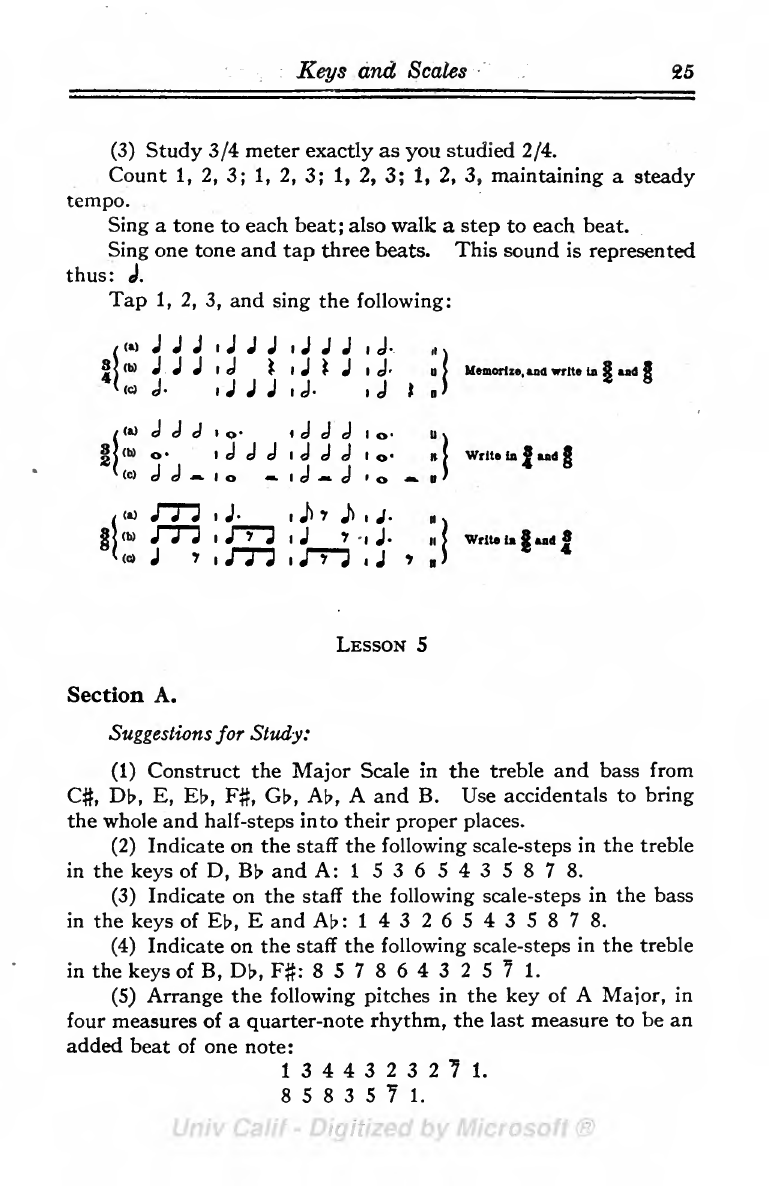 Keys and Scales 25
(3) Study 3/4 meter exactly as you studied 2/4.
Count 1, 2, 3; 1, 2, 3; 1, 2, 3; 1, 2, 3, maintaining a steady
tempo.
Sing a tone to each beat; also walk a step to each beat.
Sing one tone and tap three beats. This sound is represented
thus: 𝅗𝅥.
Tap 1, 2, 3, and sing the following:
3/4 (a)
(b) Memorize, and write in 3/2 and 3/8
(c)
3/2 (a)
(b) Write in 3/4 and 3/8
(c)
3/8 (a)
(b) Write in 3/2 and 3/4
(c)
LESSON 5
Section A.
Suggestions for Study:
(1) Construct the Major Scale in the treble and bass from
C♯, D♭, E, E♭, F♯, G♭, A♭, A and B. Use accidentals to bring
the whole and half-steps into their proper places.
(2) Indicate on the staff the following scale-steps in the treble
in the keys of D, B♭ and A: 1 5 3 6 5 4 3 5 8 7 8.
(3) Indicate on the staff the following scale-steps in the bass
in the keys of E♭, E and A♭: 1 4 3 2 6 5 4 3 5 8 7 8.
(4) Indicate on the staff the following scale-steps in the treble
in the keys of B, D♭, F♯: 8 5 7 8 6 4 3 2 5 7̄ 1.
(5) Arrange the following pitches in the key of A Major, in
four measures of a quarter-note rhythm, the last measure to be an
added beat of one note:
1 3 4 4 3 2 3 2 7̄ 1.
8 5 8 3 5 7̄ 1.
Univ Calif - Digitized by Microsoft ®